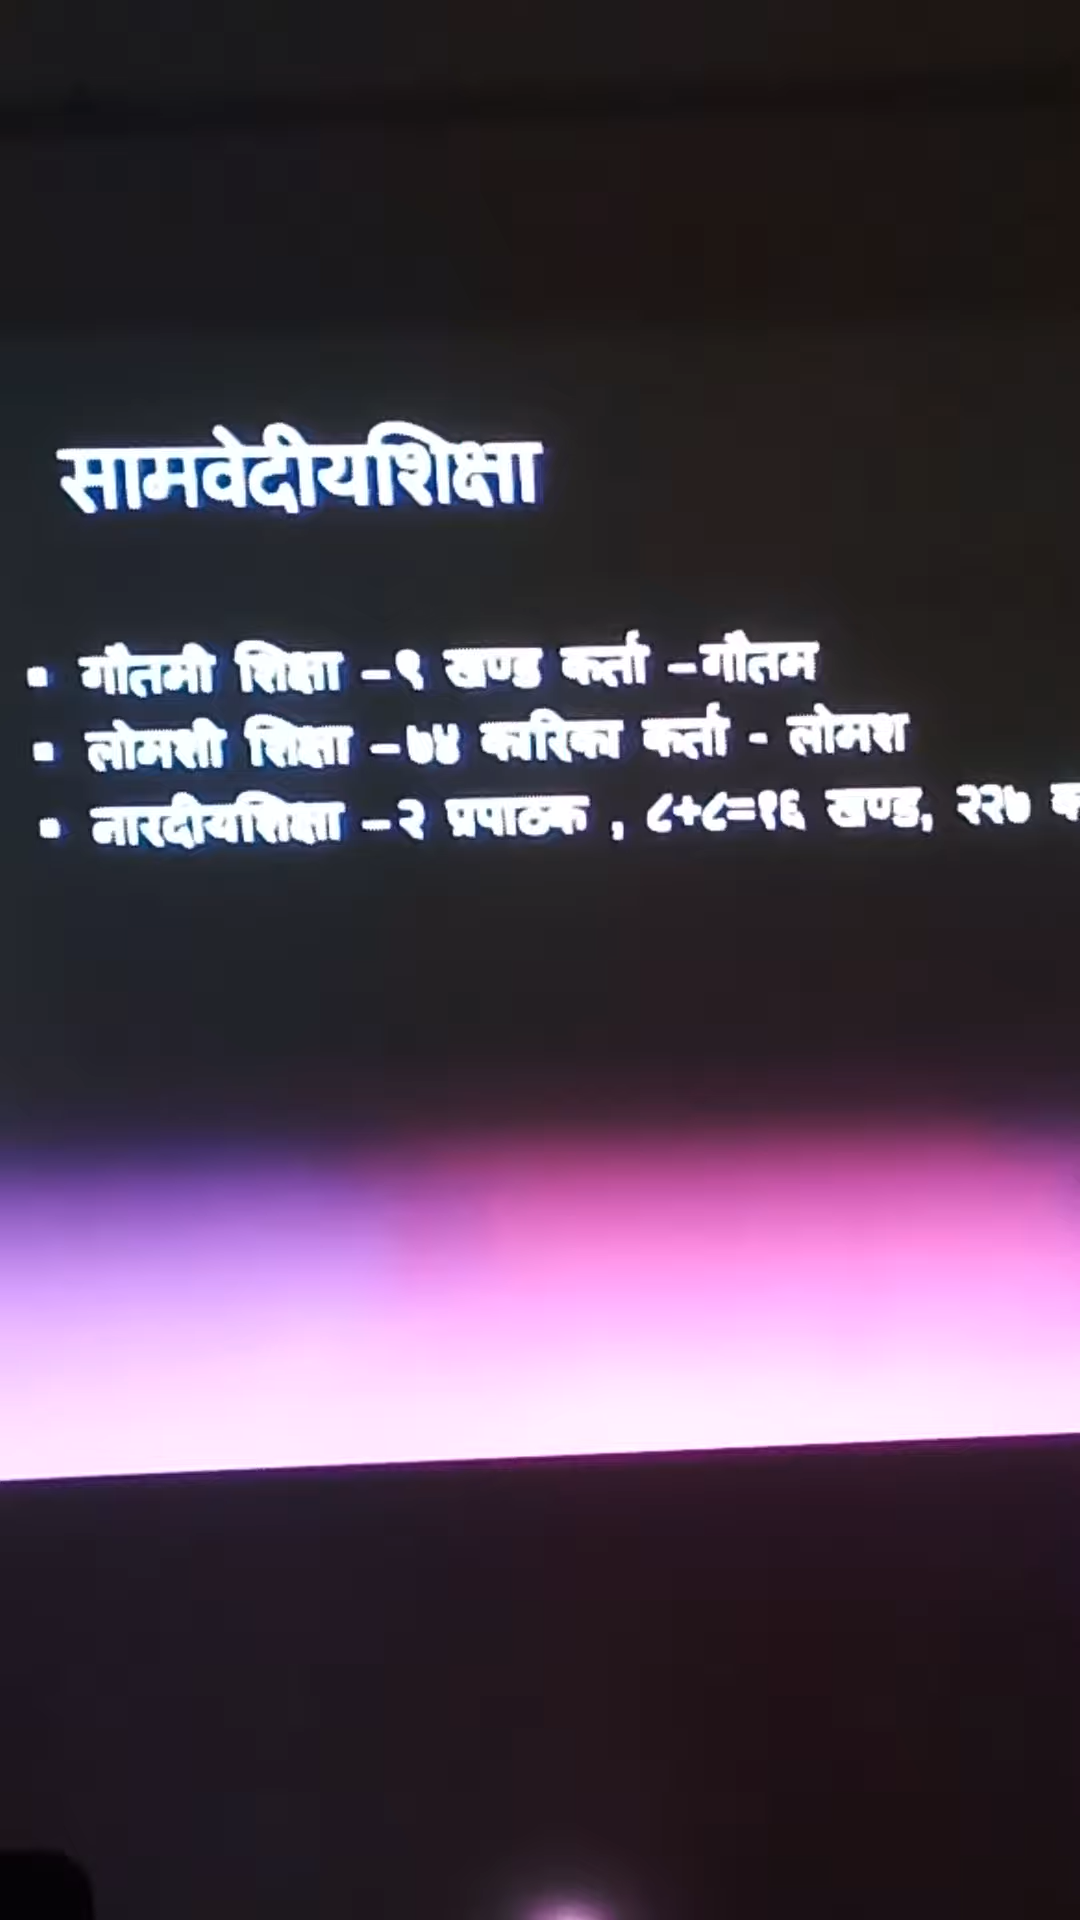 सामवेदीयशिक्षा
▪ गौतमी शिक्षा –९ खण्ड कर्ता –गौतम
▪ लोमशी शिक्षा –७४ कारिका कर्ता - लोमश
▪ नारदीयशिक्षा –२ प्रपाठक , ८+८=१६ खण्ड, २२७